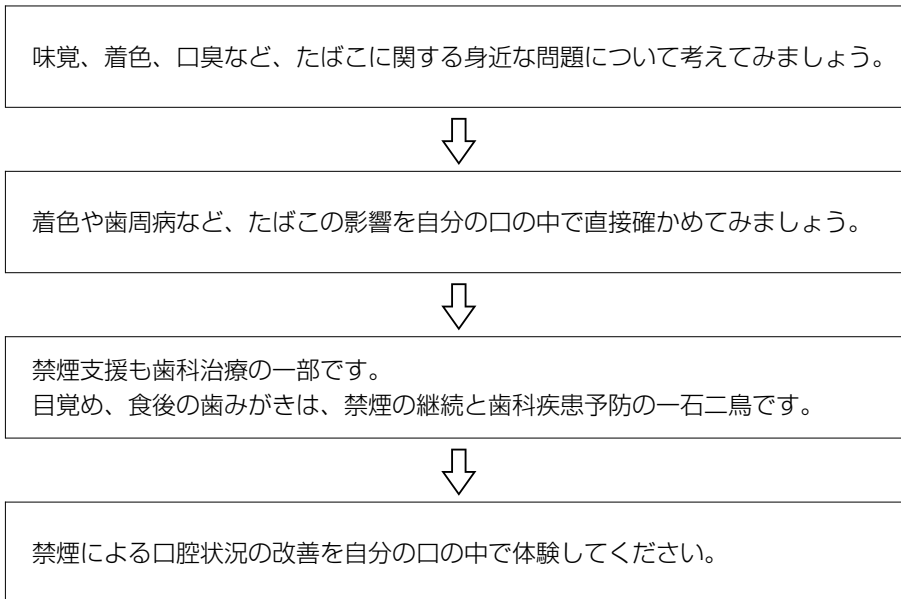 味覚、着色、口臭など、たばこに関する身近な問題について考えてみましょう。
着色や歯周病など、たばこの影響を自分の口の中で直接確かめてみましょう。
禁煙支援も歯科治療の一部です。
目覚め、食後の歯みがきは、禁煙の継続と歯科疾患予防の一石二鳥です。
禁煙による口腔状況の改善を自分の口の中で体験してください。